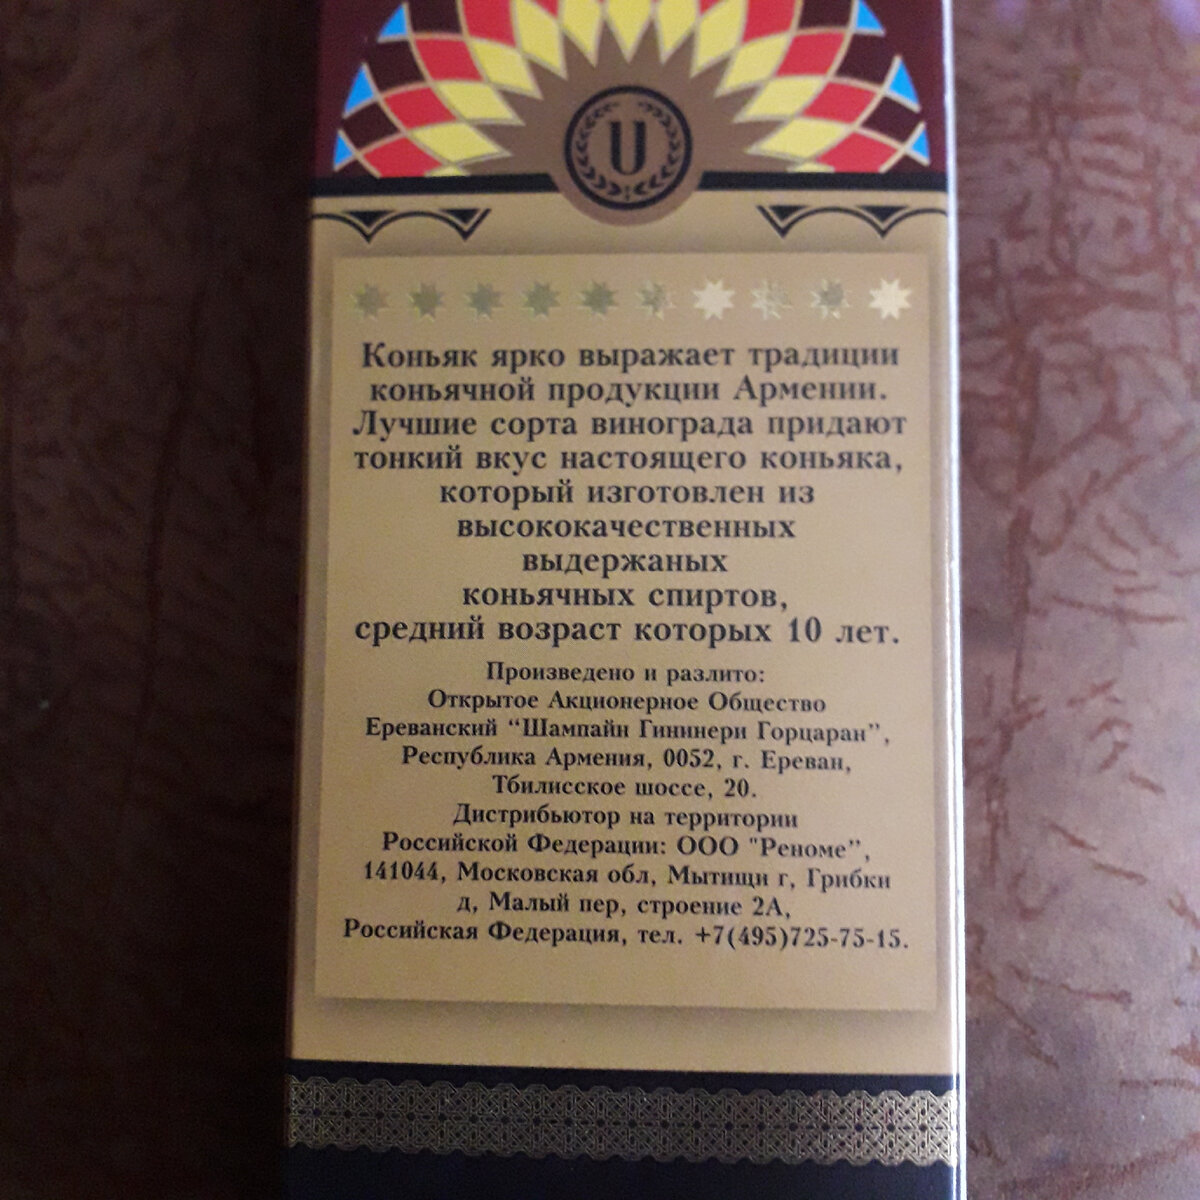 U
Коньяк ярко выражает традиции
коньячной продукции Армении.
Лучшие сорта винограда придают
тонкий вкус настоящего коньяка,
который изготовлен из
высококачественных
выдержаных
коньячных спиртов,
средний возраст которых 10 лет.
Произведено и разлито:
Открытое Акционерное Общество
Ереванский “Шампайн Гининери Горцаран”,
Республика Армения, 0052, г. Ереван,
Тбилисское шоссе, 20.
Дистрибьютор на территории
Российской Федерации: ООО "Реноме”,
141044, Московская обл, Мытищи г, Грибки
д, Малый пер, строение 2А,
Российская Федерация, тел. +7(495)725-75-15.